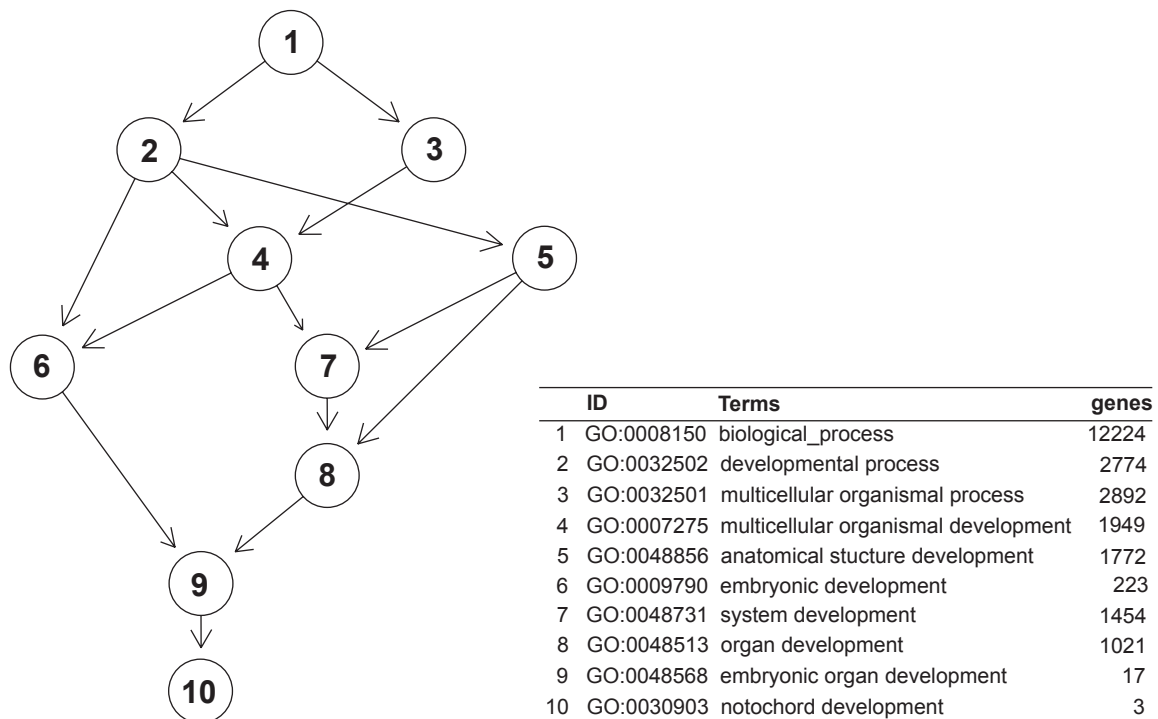 1
2
3
4
5
6
7
8
9
10
ID Terms genes
1 GO:0008150 biological_process 12224
2 GO:0032502 developmental process 2774
3 GO:0032501 multicellular organismal process 2892
4 GO:0007275 multicellular organismal development 1949
5 GO:0048856 anatomical stucture development 1772
6 GO:0009790 embryonic development 223
7 GO:0048731 system development 1454
8 GO:0048513 organ development 1021
9 GO:0048568 embryonic organ development 17
10 GO:0030903 notochord development 3